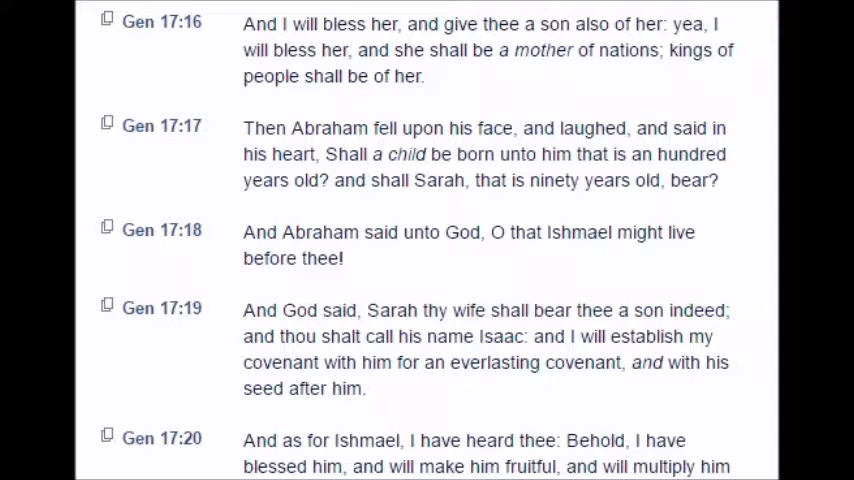 Gen 17:16 And I will bless her, and give thee a son also of her: yea, I
will bless her, and she shall be a mother of nations; kings of
people shall be of her.
Gen 17:17 Then Abraham fell upon his face, and laughed, and said in
his heart, Shall a child be born unto him that is an hundred
years old? and shall Sarah, that is ninety years old, bear?
Gen 17:18 And Abraham said unto God, O that Ishmael might live
before thee!
Gen 17:19 And God said, Sarah thy wife shall bear thee a son indeed;
and thou shalt call his name Isaac: and I will establish my
covenant with him for an everlasting covenant, and with his
seed after him.
Gen 17:20 And as for Ishmael, I have heard thee: Behold, I have
blessed him, and will make him fruitful, and will multiply him